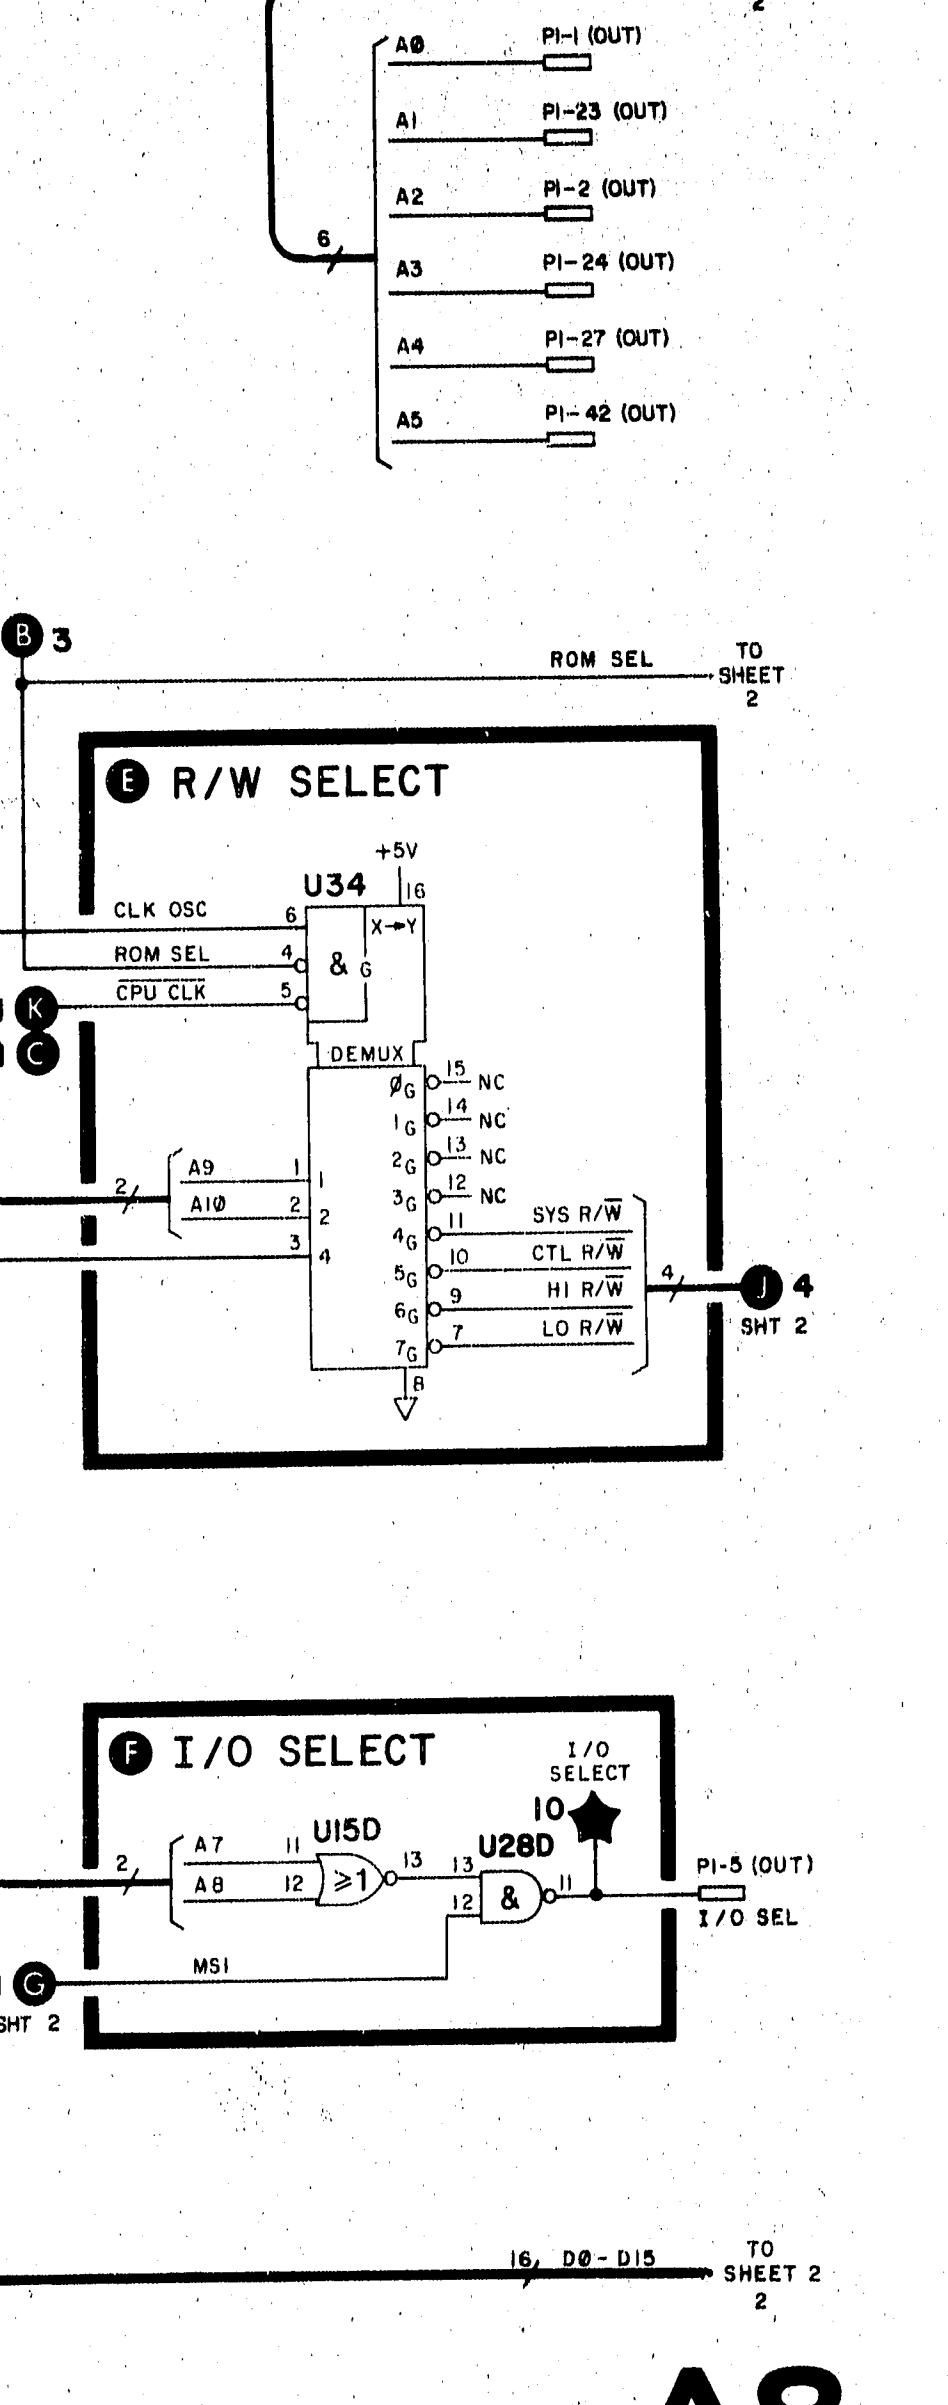 2
A0 P1-1 (OUT)
A1 P1-23 (OUT)
A2 P1-2 (OUT)
6
A3 P1-24 (OUT)
A4 P1-27 (OUT)
A5 P1-42 (OUT)
B 3
ROM SEL TO SHEET 2
E R/W SELECT
+5V
U34 16
CLK OSC 6 X→Y
ROM SEL 4 & G
K C̅P̅U̅ C̅L̅K̅ 5
C
DEMUX
0G 15 NC
1G 14 NC
2G 13 NC
3G 12 NC
2 A9 1 1
A10 2 2
3 4
4G 11 SYS R/W̅
5G 10 CTL R/W̅
6G 9 HI R/W̅
7G 7 LO R/W̅
4 J 4
SHT 2
8
F I/O SELECT
I/O
SELECT
10
U15D U28D
2 A7 11 ≥1 13 13
A8 12 12 & 11
P1-5 (OUT)
I/O SEL
MS1
G
SHT 2
16 D0-D15 TO
SHEET 2
2